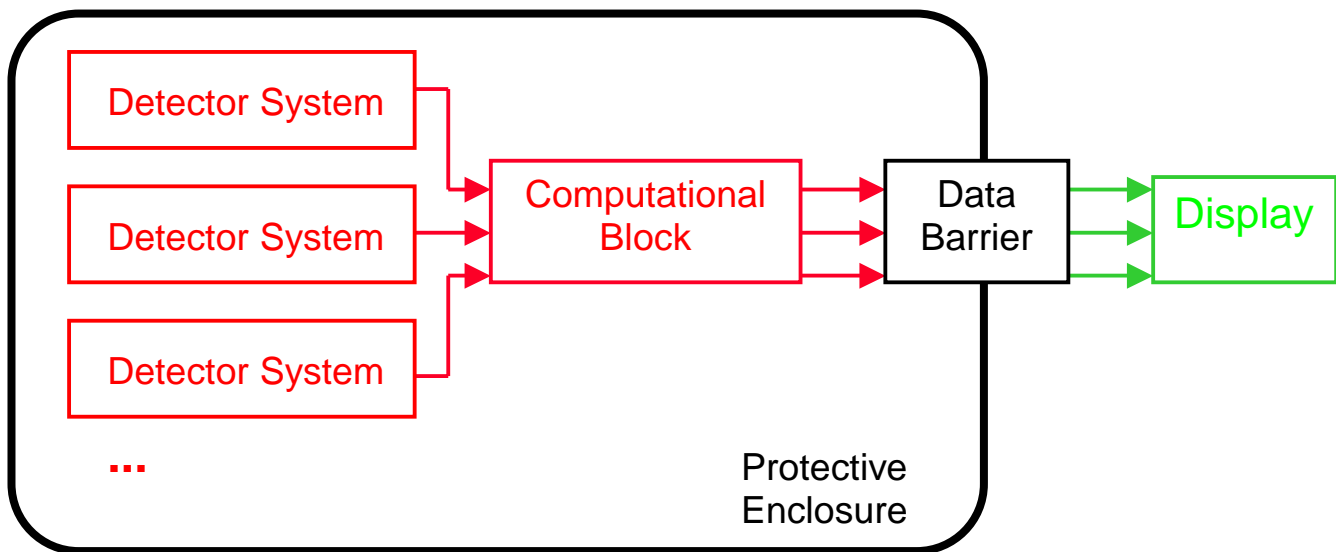 Detector System
Detector System
Detector System
...
Computational
Block
Data
Barrier
Display
Protective
Enclosure